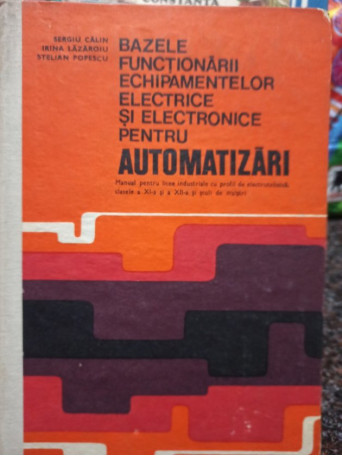 CONSTANTA
SERGIU CĂLIN
IRINA LĂZĂROIU
STELIAN POPESCU
BAZELE
FUNCȚIONĂRII
ECHIPAMENTELOR
ELECTRICE
ȘI ELECTRONICE
PENTRU
AUTOMATIZĂRI
Manual pentru licee industriale cu profil de electrotehnică,
clasele a XI-a și a XII-a și școli de maiștri